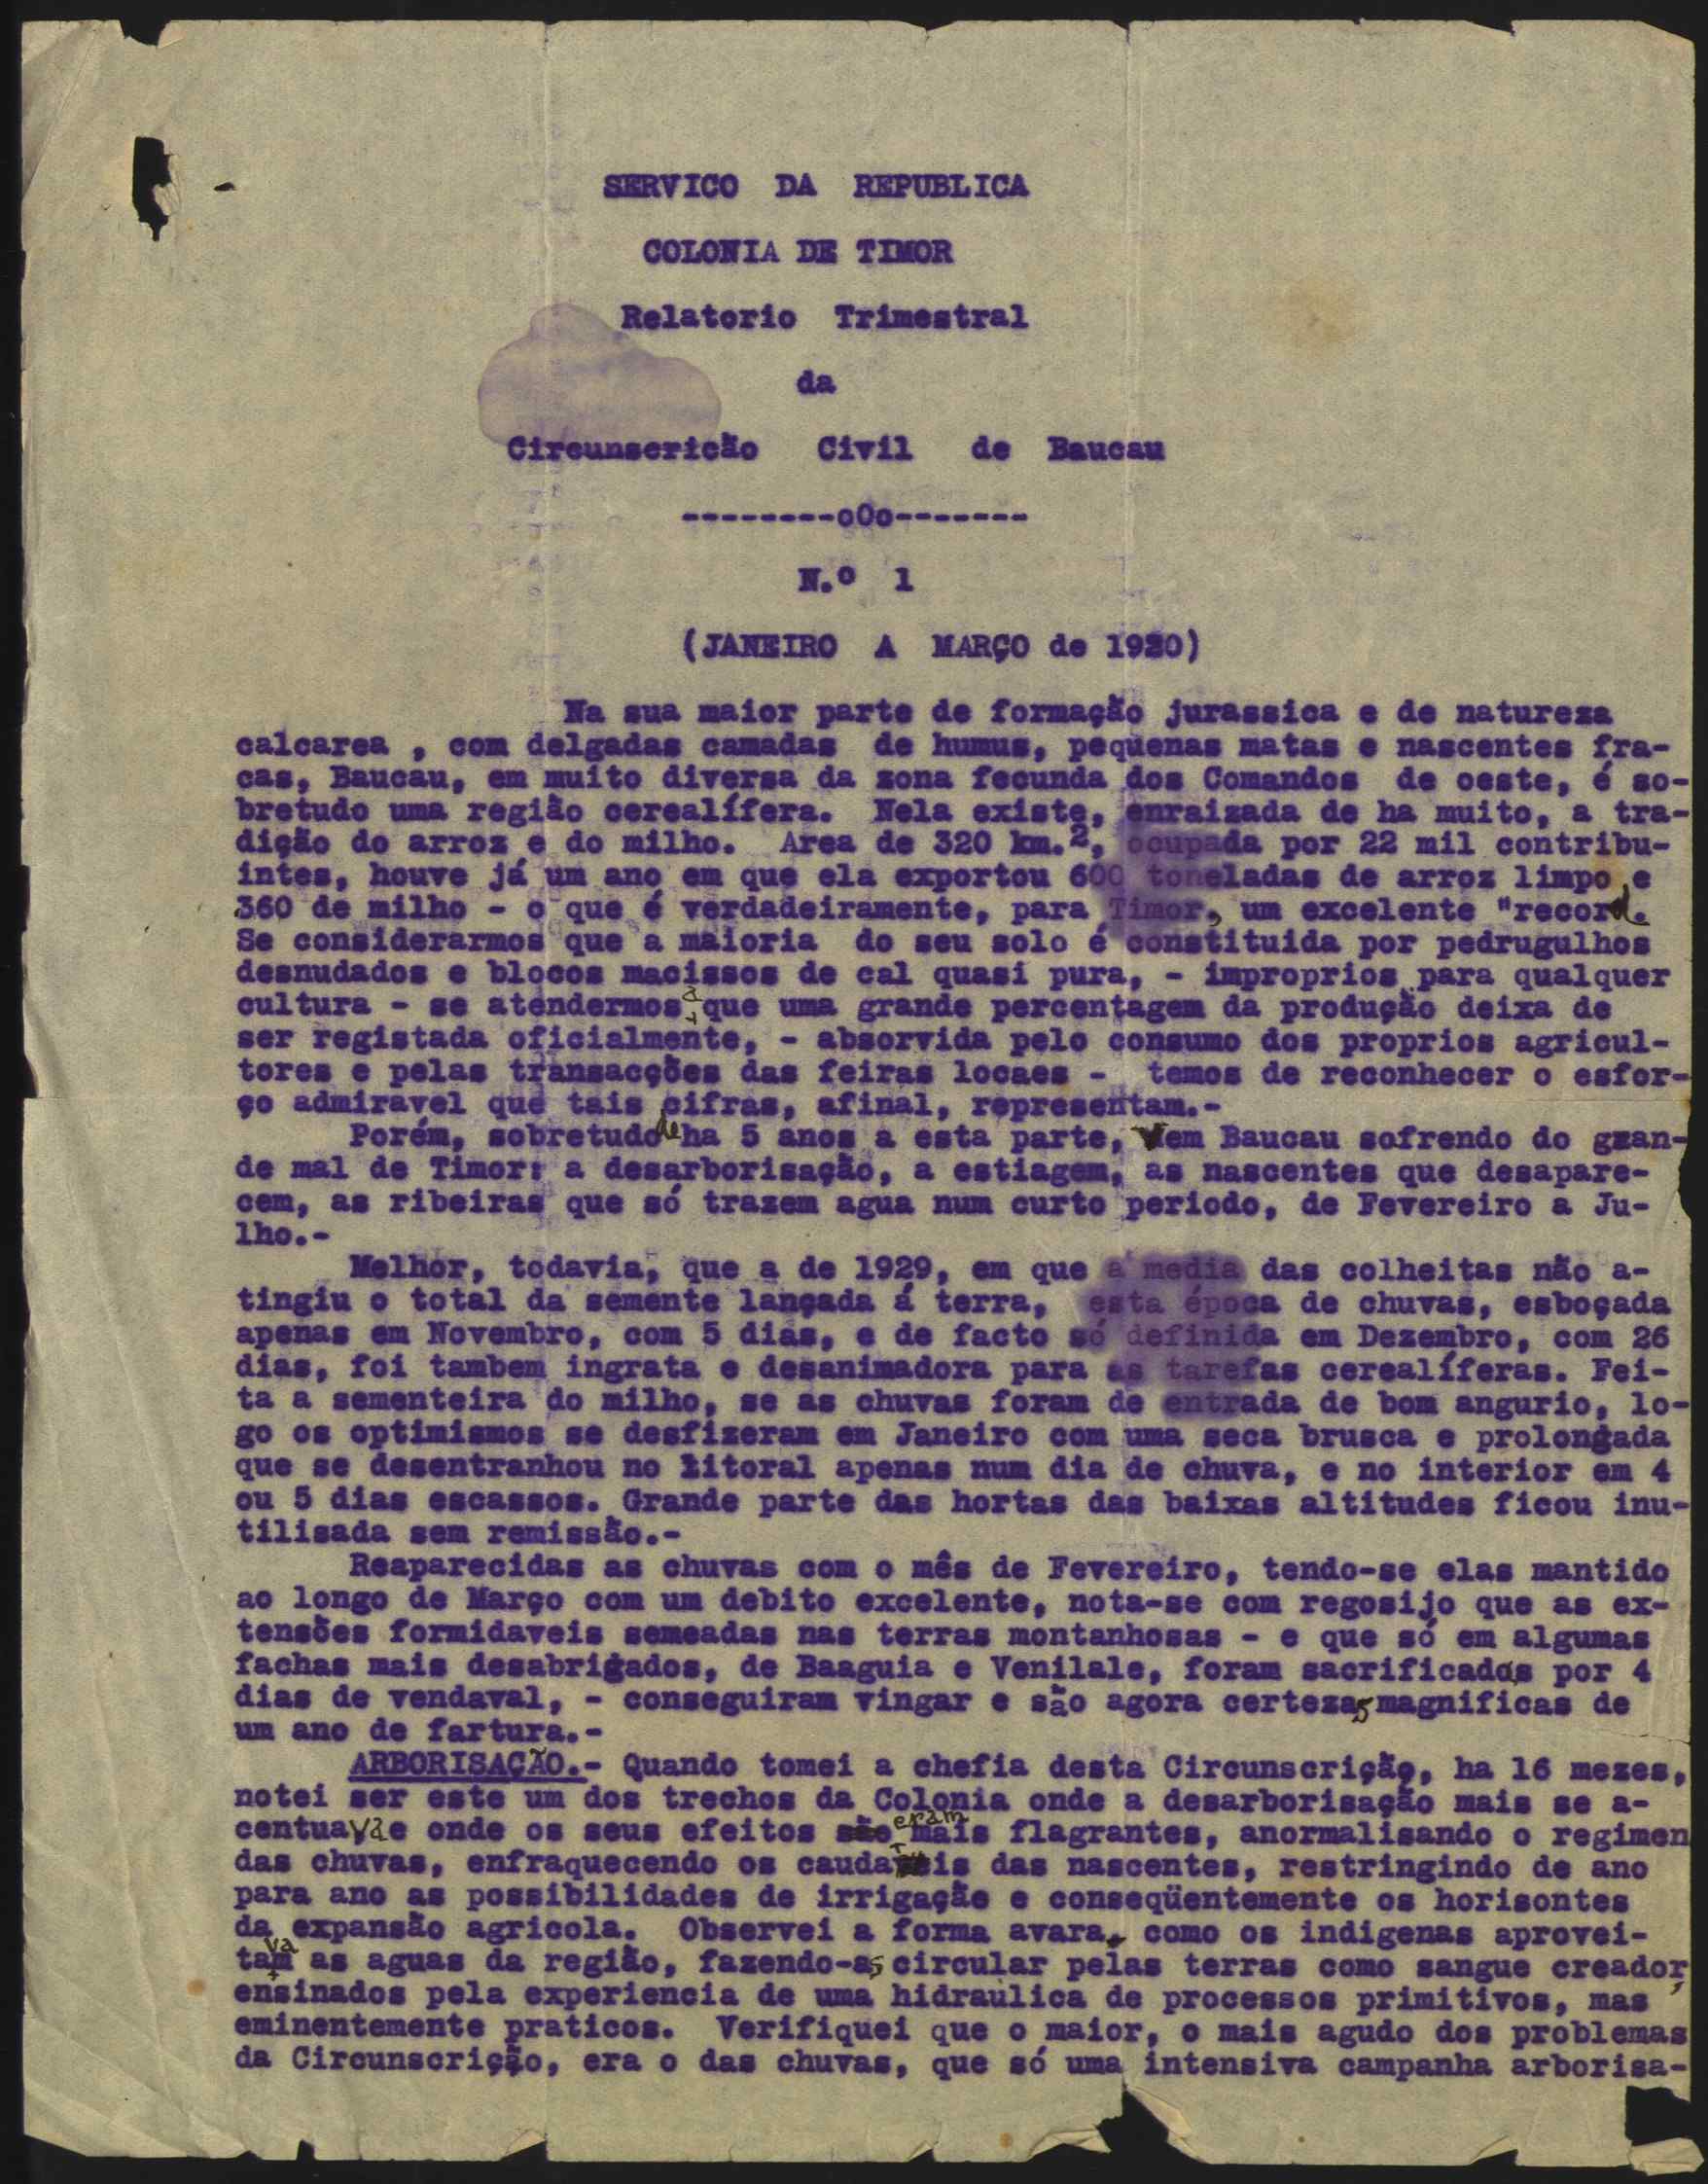 SERVICO DA REPUBLICA
COLONIA DE TIMOR
Relatorio Trimestral
da
Circunscricão Civil de Baucau
--------o0o-------
N.º 1
(JANEIRO A MARÇO de 1930)
Na sua maior parte de formação jurassica e de natureza
calcarea , com delgadas camadas de humus, pequenas matas e nascentes fra-
cas, Baucau, em muito diversa da zona fecunda dos Comandos de oeste, é so-
bretudo uma região cerealífera. Nela existe, enraizada de ha muito, a tra-
dição do arroz e do milho. Area de 320 km.², ocupada por 22 mil contribu-
intes, houve já um ano em que ela exportou 600 toneladas de arroz limpo e
360 de milho - o que é verdadeiramente, para Timor, um excelente "record.
Se considerarmos que a maioria do seu solo é constituida por pedrugulhos
desnudados e blocos macissos de cal quasi pura, - improprios para qualquer
cultura - se atendermos a que uma grande percentagem da produção deixa de
ser registada oficialmente, - absorvida pelo consumo dos proprios agricul-
tores e pelas transacções das feiras locaes - temos de reconhecer o esfor-
ço admiravel que tais cifras, afinal, representam.-
Porém, sobretudo de ha 5 anos a esta parte, vem Baucau sofrendo do gran-
de mal de Timor: a desarborisação, a estiagem, as nascentes que desapare-
cem, as ribeiras que só trazem agua num curto periodo, de Fevereiro a Ju-
lho.-
Melhor, todavia, que a de 1929, em que a media das colheitas não a-
tingiu o total da semente lançada á terra, esta época de chuvas, esboçada
apenas em Novembro, com 5 dias, e de facto só definida em Dezembro, com 26
dias, foi tambem ingrata e desanimadora para as tarefas cerealíferas. Fei-
ta a sementeira do milho, se as chuvas foram de entrada de bom angurio, lo-
go os optimismos se desfizeram em Janeiro com uma seca brusca e prolongada
que se desentranhou no litoral apenas num dia de chuva, e no interior em 4
ou 5 dias escassos. Grande parte das hortas das baixas altitudes ficou inu-
tilisada sem remissão.-
Reaparecidas as chuvas com o mês de Fevereiro, tendo-se elas mantido
ao longo de Março com um debito excelente, nota-se com regosijo que as ex-
tensões formidaveis semeadas nas terras montanhosas - e que só em algumas
fachas mais desabrigados, de Baaguia e Venilale, foram sacrificadas por 4
dias de vendaval, - conseguiram vingar e são agora certezas magnificas de
um ano de fartura.-
ARBORISAÇÃO.- Quando tomei a chefia desta Circunscrição, ha 16 mezes,
notei ser este um dos trechos da Colonia onde a desarborisação mais se a-
centuava e onde os seus efeitos eram mais flagrantes, anormalisando o regimen
das chuvas, enfraquecendo os caudais das nascentes, restringindo de ano
para ano as possibilidades de irrigação e conseqüentemente os horisontes
da expansão agricola. Observei a forma avara como os indigenas aprovei-
tavam as aguas da região, fazendo-as circular pelas terras como sangue creador,
ensinados pela experiencia de uma hidraulica de processos primitivos, mas
eminentemente praticos. Verifiquei que o maior, o mais agudo dos problemas
da Circunscrição, era o das chuvas, que só uma intensiva campanha arborisa-